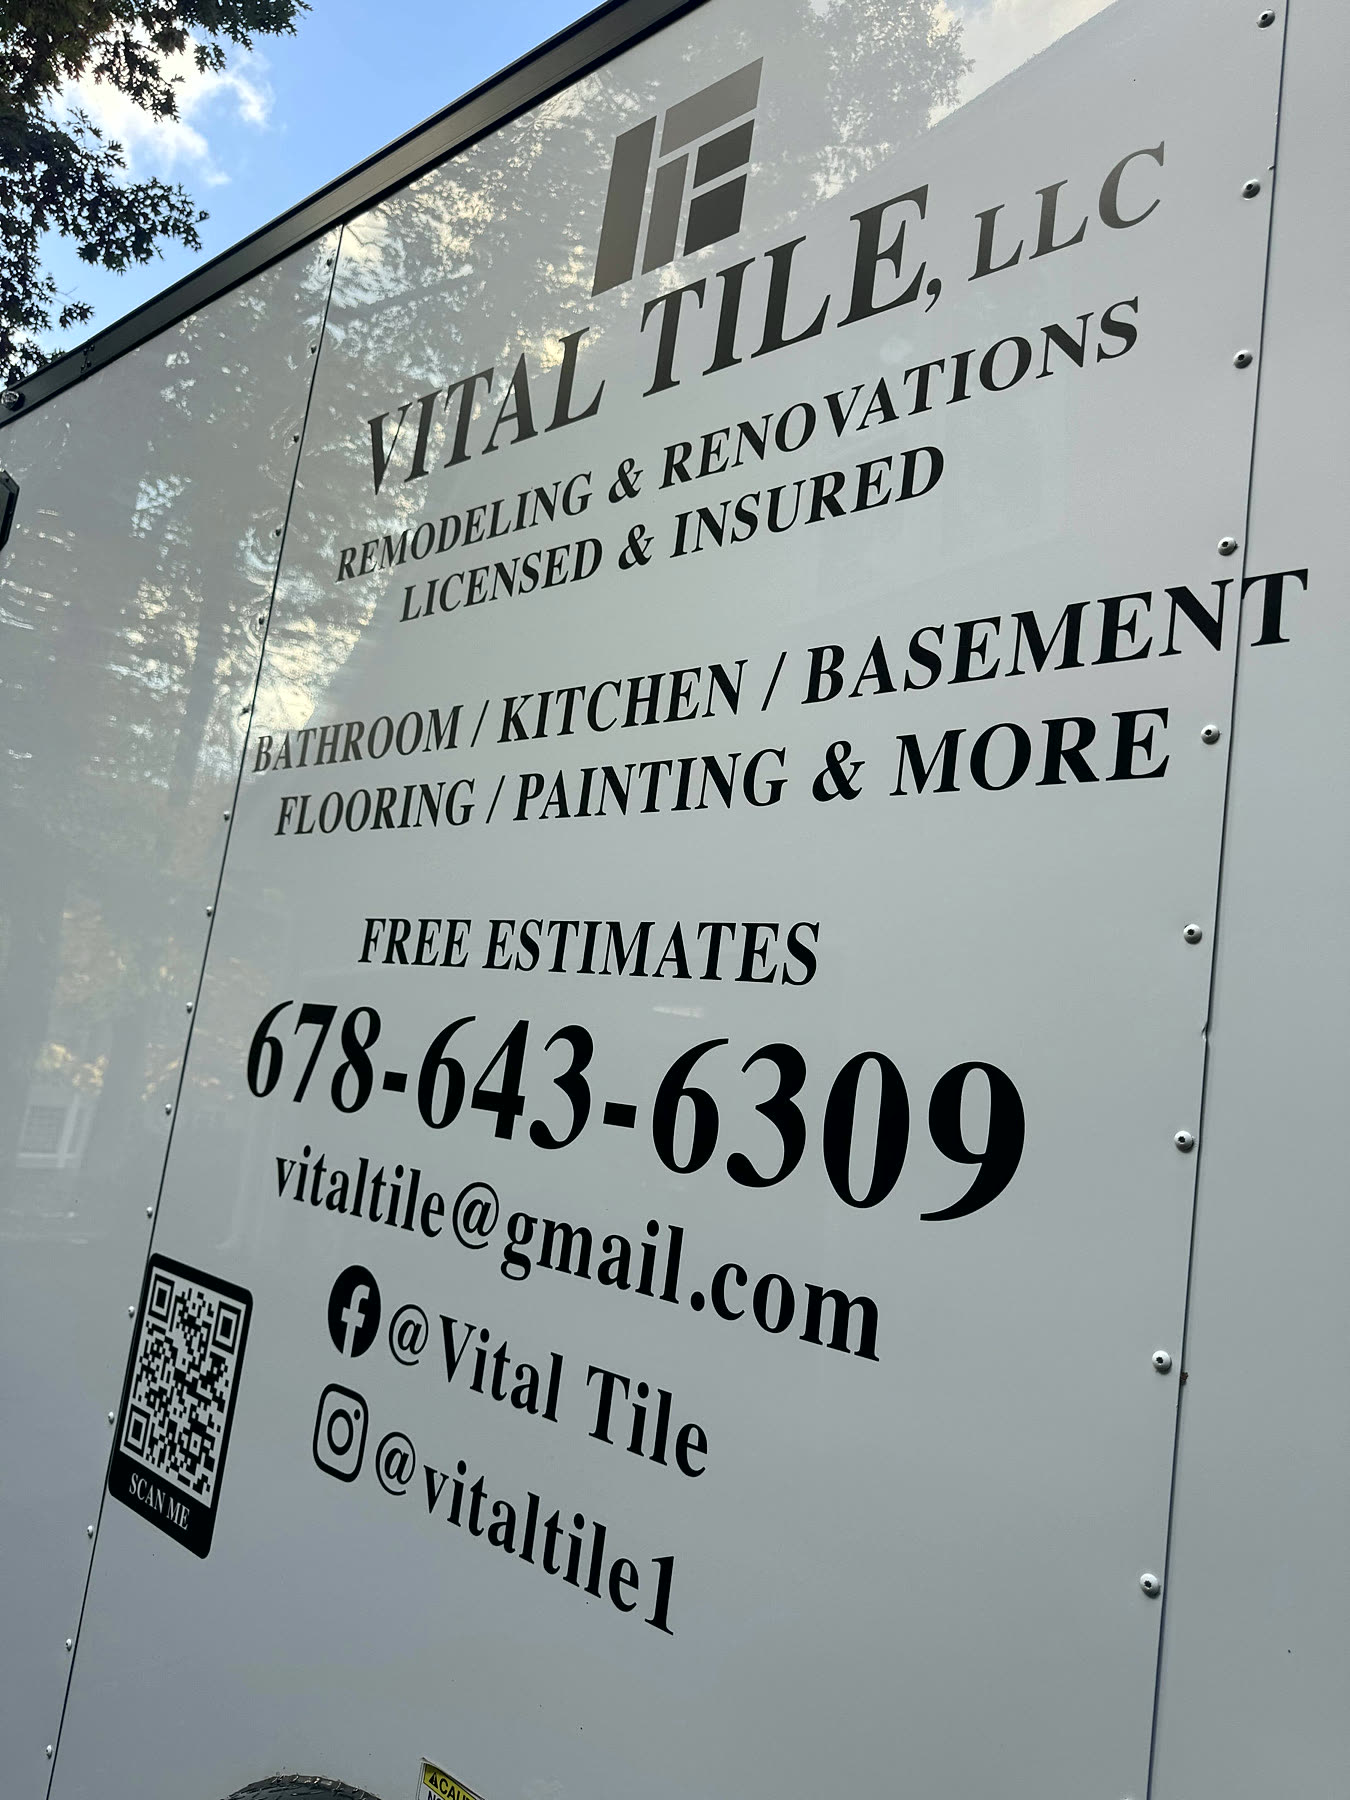 VITAL TILE, LLC
REMODELING & RENOVATIONS
LICENSED & INSURED
BATHROOM / KITCHEN / BASEMENT
FLOORING / PAINTING & MORE
FREE ESTIMATES
678-643-6309
vitaltile@gmail.com
@Vital Tile
@vitaltile1
SCAN ME